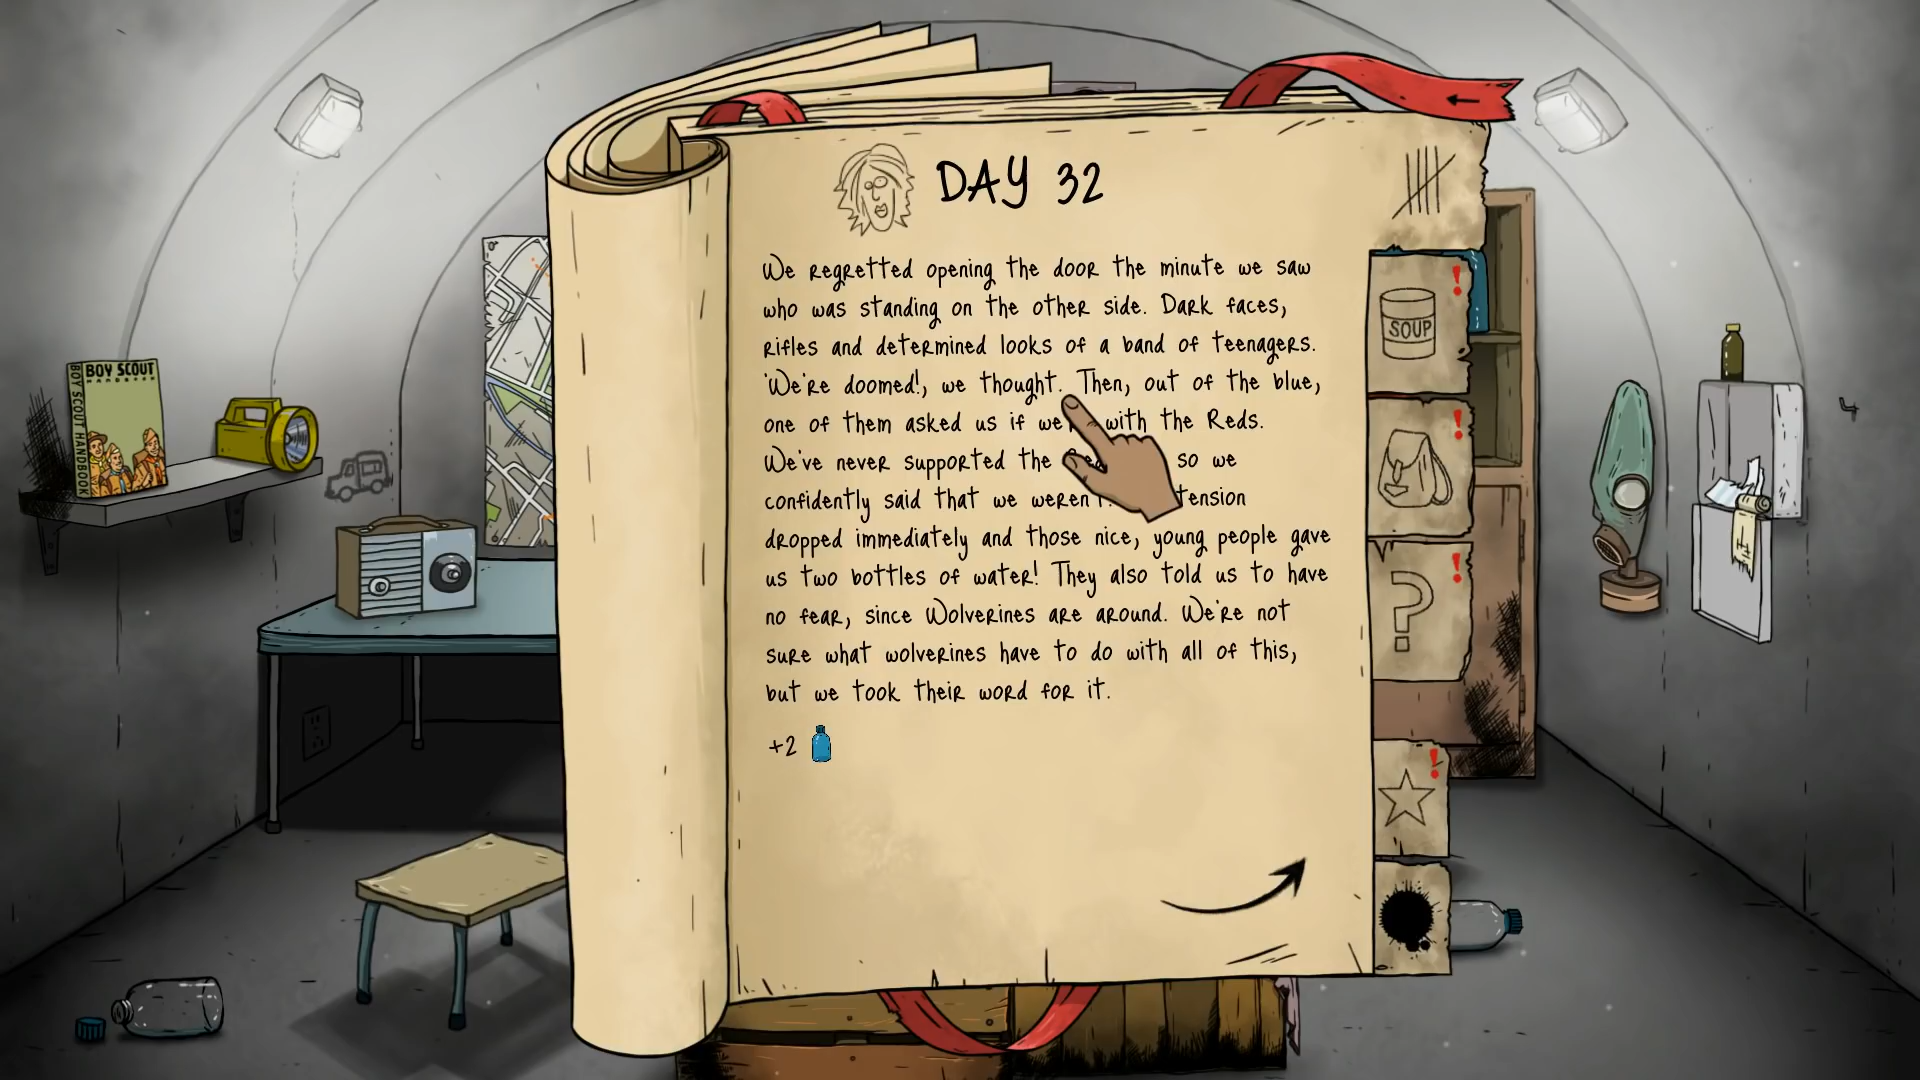 BOY SCOUT
HANDBOOK
BOY SCOUT HANDBOOK
DAY 32
We regretted opening the door the minute we saw
who was standing on the other side. Dark faces,
rifles and determined looks of a band of teenagers.
'We're doomed!, we thought. Then, out of the blue,
one of them asked us if with the Reds.
We've never supported the so we
confidently said that we tension
dropped immediately and those nice, young people gave
us two bottles of water! They also told us to have
no fear, since Wolverines are around. We're not
sure what wolverines have to do with all of this,
but we took their word for it.
+2
SOUP
!
!
?
!
!